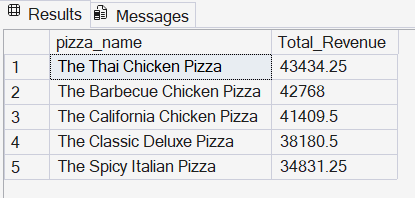 Results Messages
pizza_name Total_Revenue
1 The Thai Chicken Pizza 43434.25
2 The Barbecue Chicken Pizza 42768
3 The California Chicken Pizza 41409.5
4 The Classic Deluxe Pizza 38180.5
5 The Spicy Italian Pizza 34831.25